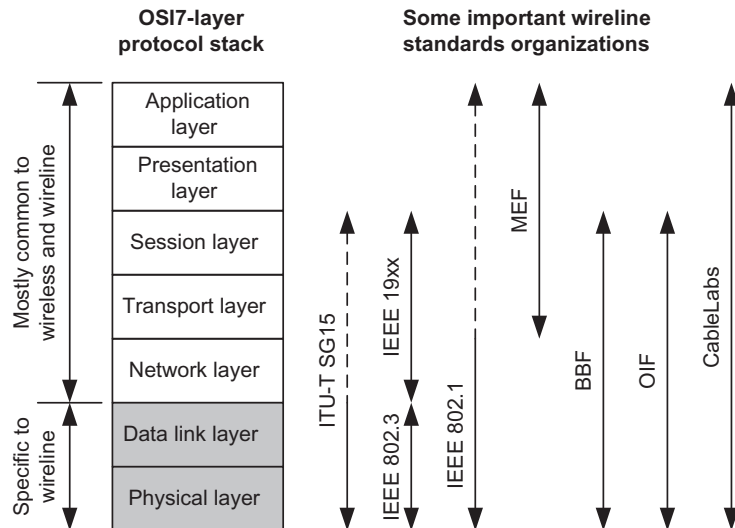 OSI7-layer
protocol stack
Some important wireline
standards organizations
Mostly common to
wireless and wireline
Specific to
wireline
Application
layer
Presentation
layer
Session layer
Transport layer
Network layer
Data link layer
Physical layer
ITU-T SG15
IEEE 19xx
IEEE 802.3
IEEE 802.1
MEF
BBF
OIF
CableLabs